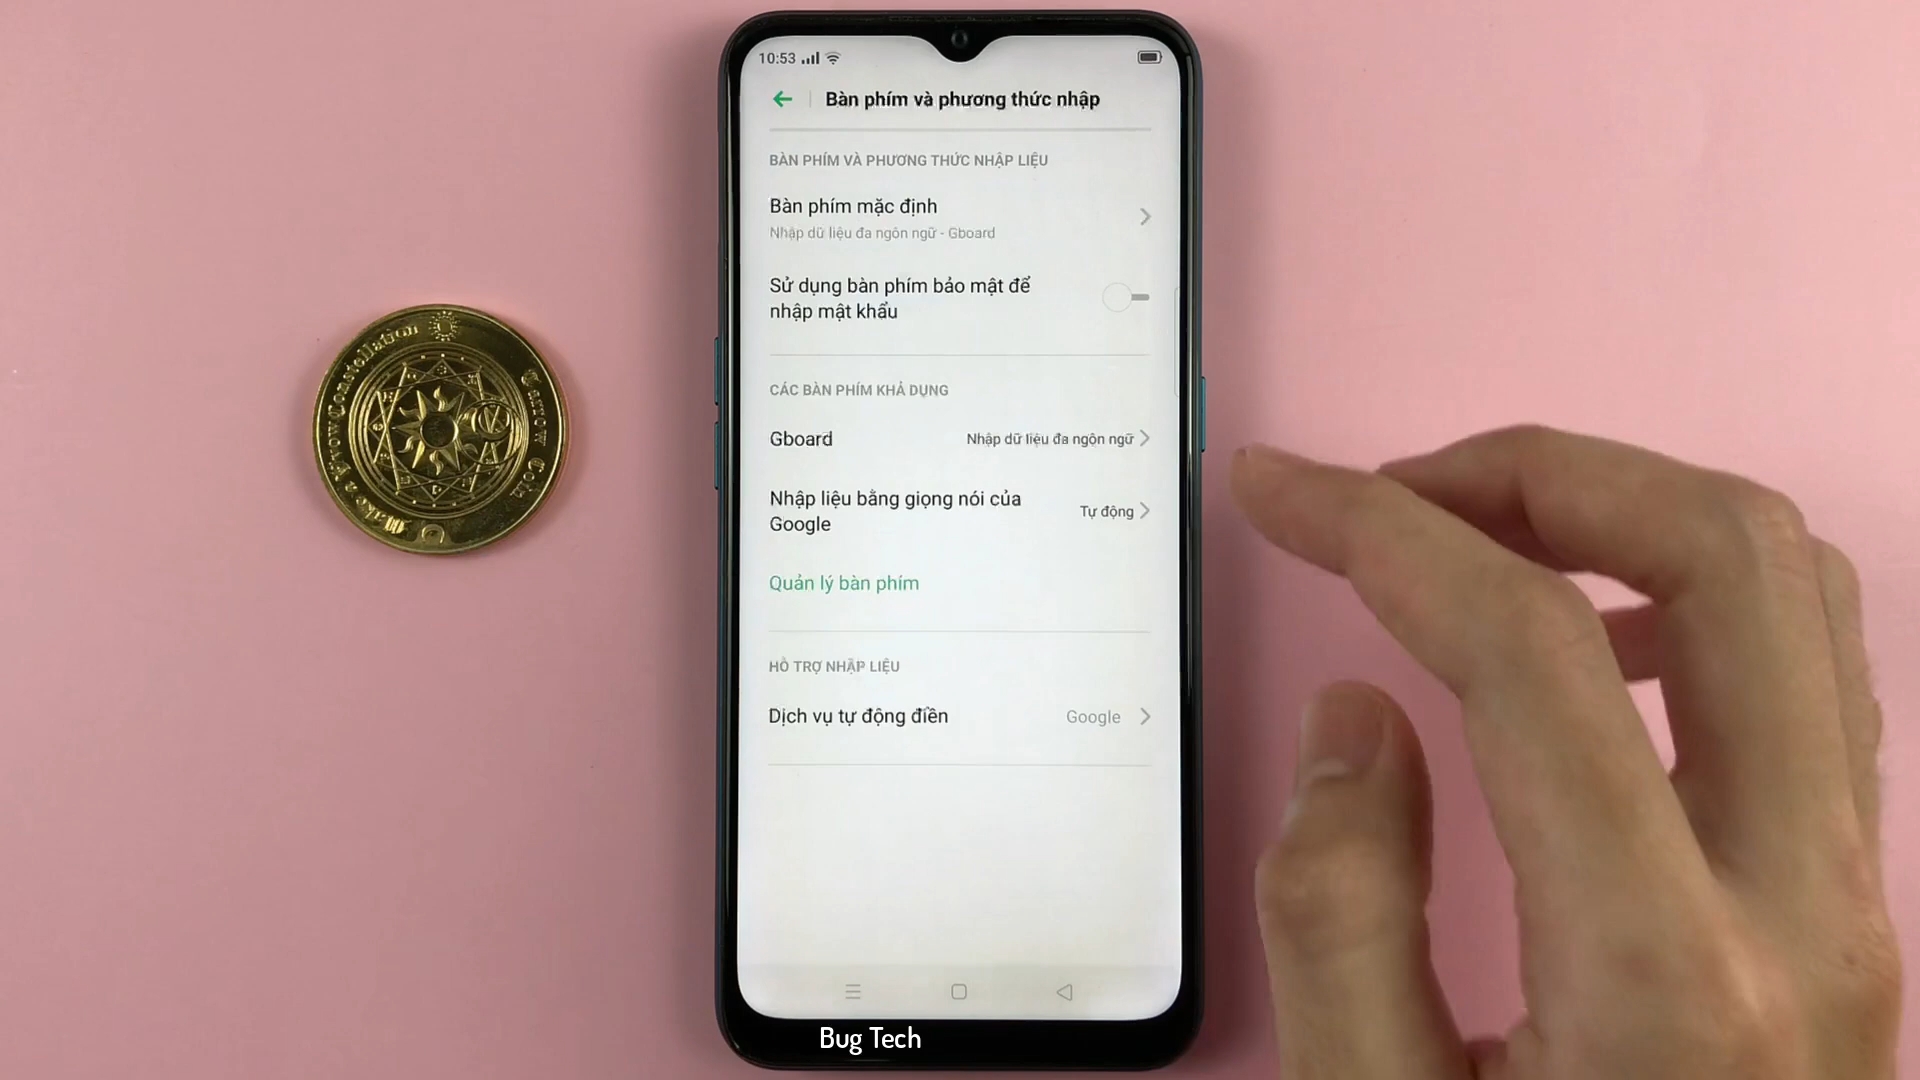 10:53
Bàn phím và phương thức nhập
BÀN PHÍM VÀ PHƯƠNG THỨC NHẬP LIỆU
Bàn phím mặc định
Nhập dữ liệu đa ngôn ngữ - Gboard
Sử dụng bàn phím bảo mật để
nhập mật khẩu
CÁC BÀN PHÍM KHẢ DỤNG
Gboard
Nhập dữ liệu đa ngôn ngữ
Nhập liệu bằng giọng nói của
Google
Tự động
Quản lý bàn phím
HỖ TRỢ NHẬP LIỆU
Dịch vụ tự động điền
Google
Bug Tech
Constellation
Tarrow Coin